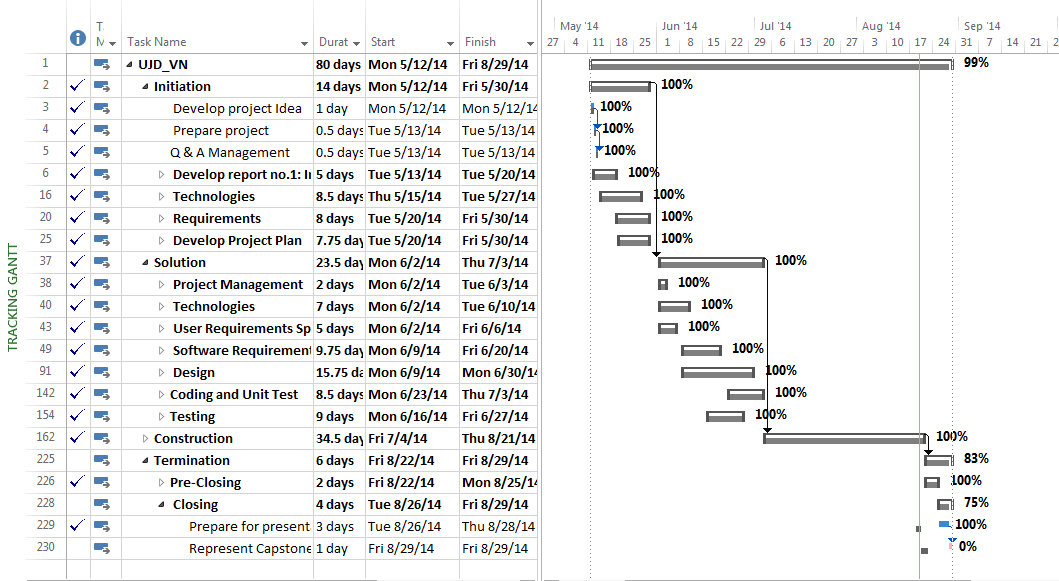 TRACKING GANTT
T M Task Name Durat Start Finish
May '14 Jun '14 Jul '14 Aug '14 Sep '14
27 4 11 18 25 1 8 15 22 29 6 13 20 27 3 10 17 24 31 7 14 21
1 UJD_VN 80 days Mon 5/12/14 Fri 8/29/14 99%
2 Initiation 14 days Mon 5/12/14 Fri 5/30/14 100%
3 Develop project Idea 1 day Mon 5/12/14 Mon 5/12/14 100%
4 Prepare project 0.5 days Tue 5/13/14 Tue 5/13/14 100%
5 Q & A Management 0.5 days Tue 5/13/14 Tue 5/13/14 100%
6 Develop report no.1: I 5 days Tue 5/13/14 Tue 5/20/14 100%
16 Technologies 8.5 days Thu 5/15/14 Tue 5/27/14 100%
20 Requirements 8 days Tue 5/20/14 Fri 5/30/14 100%
25 Develop Project Plan 7.75 day Tue 5/20/14 Fri 5/30/14 100%
37 Solution 23.5 day Mon 6/2/14 Thu 7/3/14 100%
38 Project Management 2 days Mon 6/2/14 Tue 6/3/14 100%
40 Technologies 7 days Mon 6/2/14 Tue 6/10/14 100%
43 User Requirements Sp 5 days Mon 6/2/14 Fri 6/6/14 100%
49 Software Requirement 9.75 day Mon 6/9/14 Fri 6/20/14 100%
91 Design 15.75 da Mon 6/9/14 Mon 6/30/14 100%
142 Coding and Unit Test 8.5 days Mon 6/23/14 Thu 7/3/14 100%
154 Testing 9 days Mon 6/16/14 Fri 6/27/14 100%
162 Construction 34.5 day Fri 7/4/14 Thu 8/21/14 100%
225 Termination 6 days Fri 8/22/14 Fri 8/29/14 83%
226 Pre-Closing 2 days Fri 8/22/14 Mon 8/25/14 100%
228 Closing 4 days Tue 8/26/14 Fri 8/29/14 75%
229 Prepare for present 3 days Tue 8/26/14 Thu 8/28/14 100%
230 Represent Capstone 1 day Fri 8/29/14 Fri 8/29/14 0%